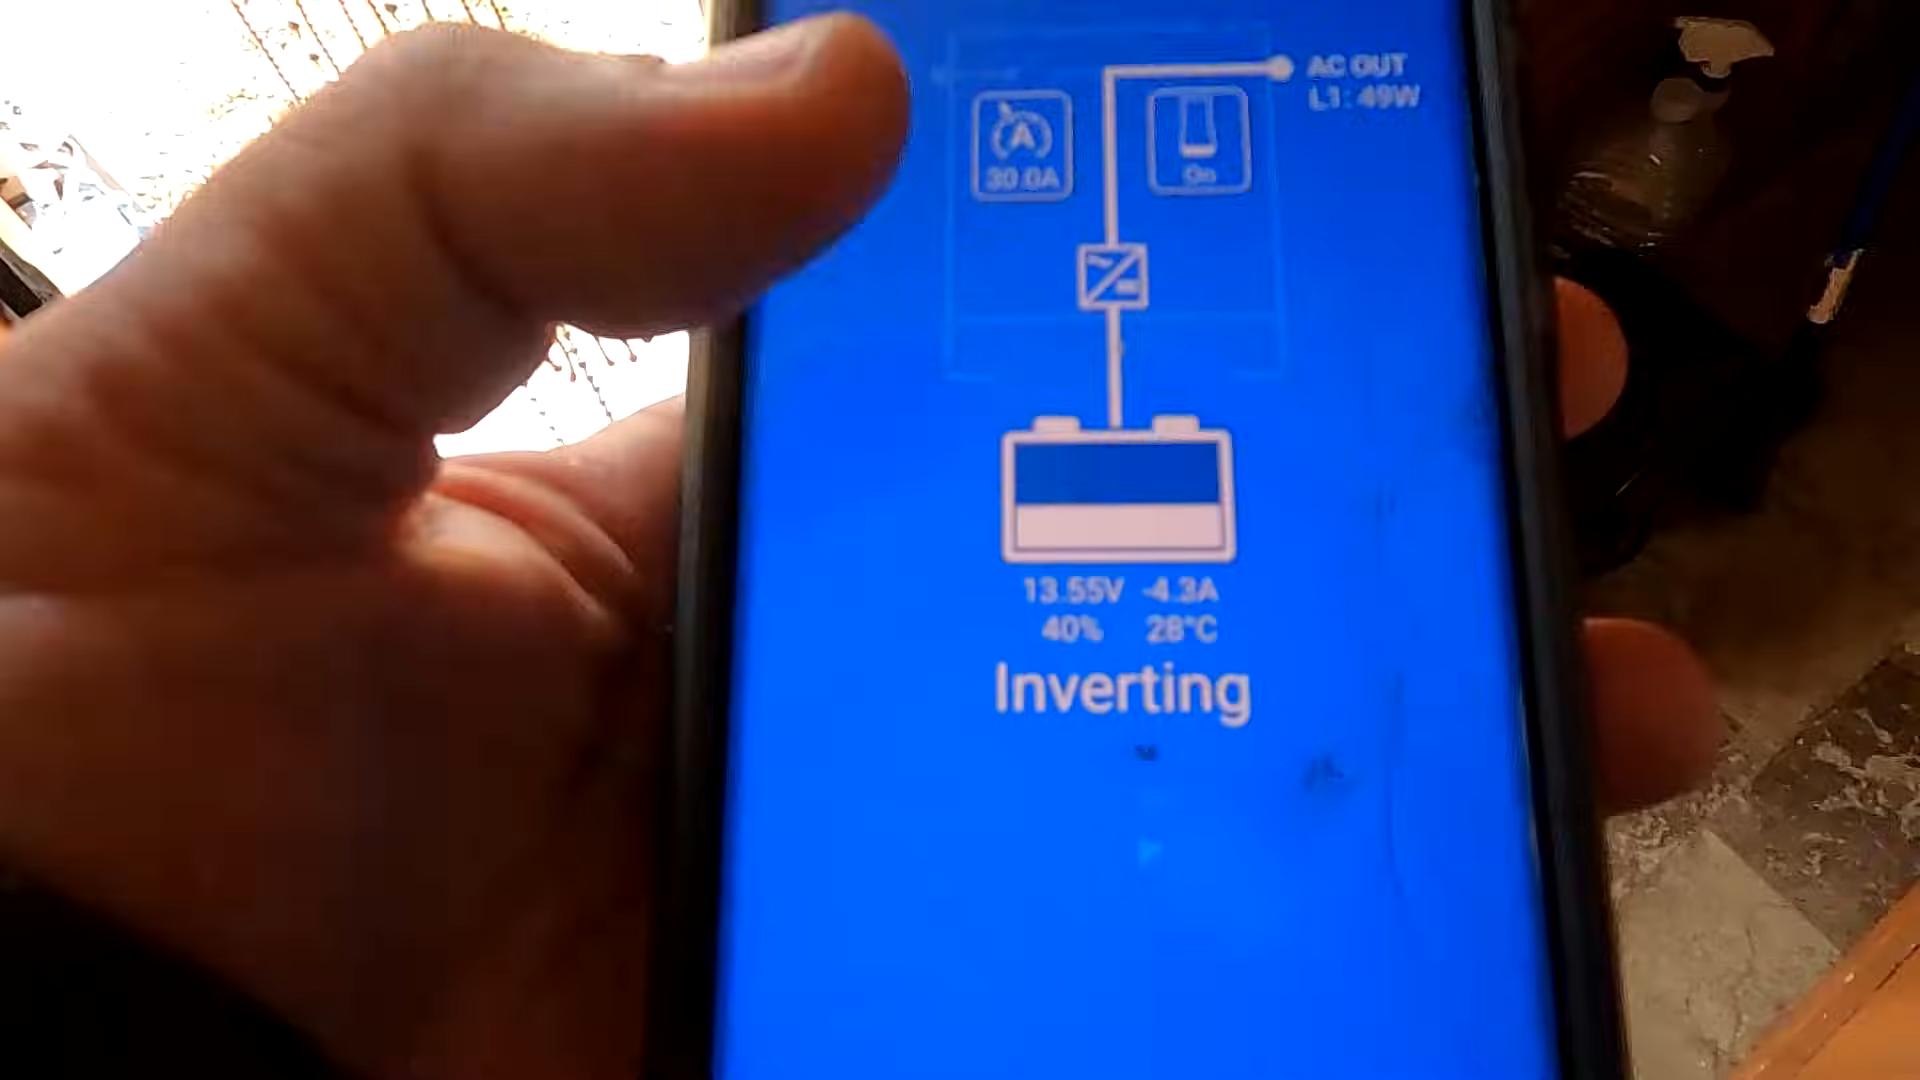 AC OUT
L1: 49W
A
30.0A
On
13.55V -4.3A
40% 28°C
Inverting